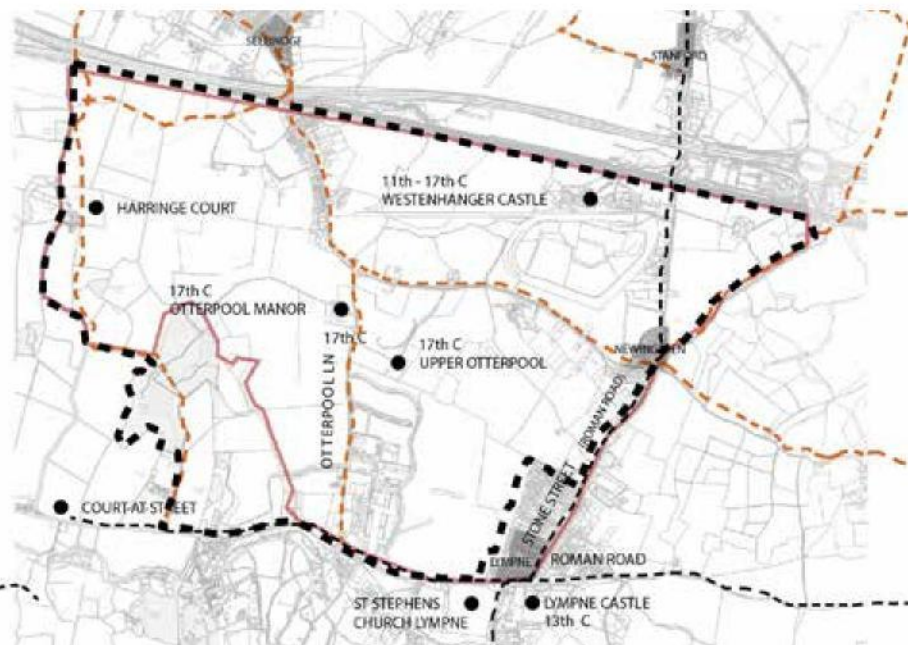 SELLINDGE
STANFORD
11th - 17th C
WESTENHANGER CASTLE
HARRINGE COURT
17th C
OTTERPOOL MANOR
17th C
17th C
UPPER OTTERPOOL
OTTERPOOL LN
(ROMAN ROAD)
STONE STREET
COURT-AT-STREET
LYMPNE
ROMAN ROAD
ST STEPHENS
CHURCH LYMPNE
LYMPNE CASTLE
13th C